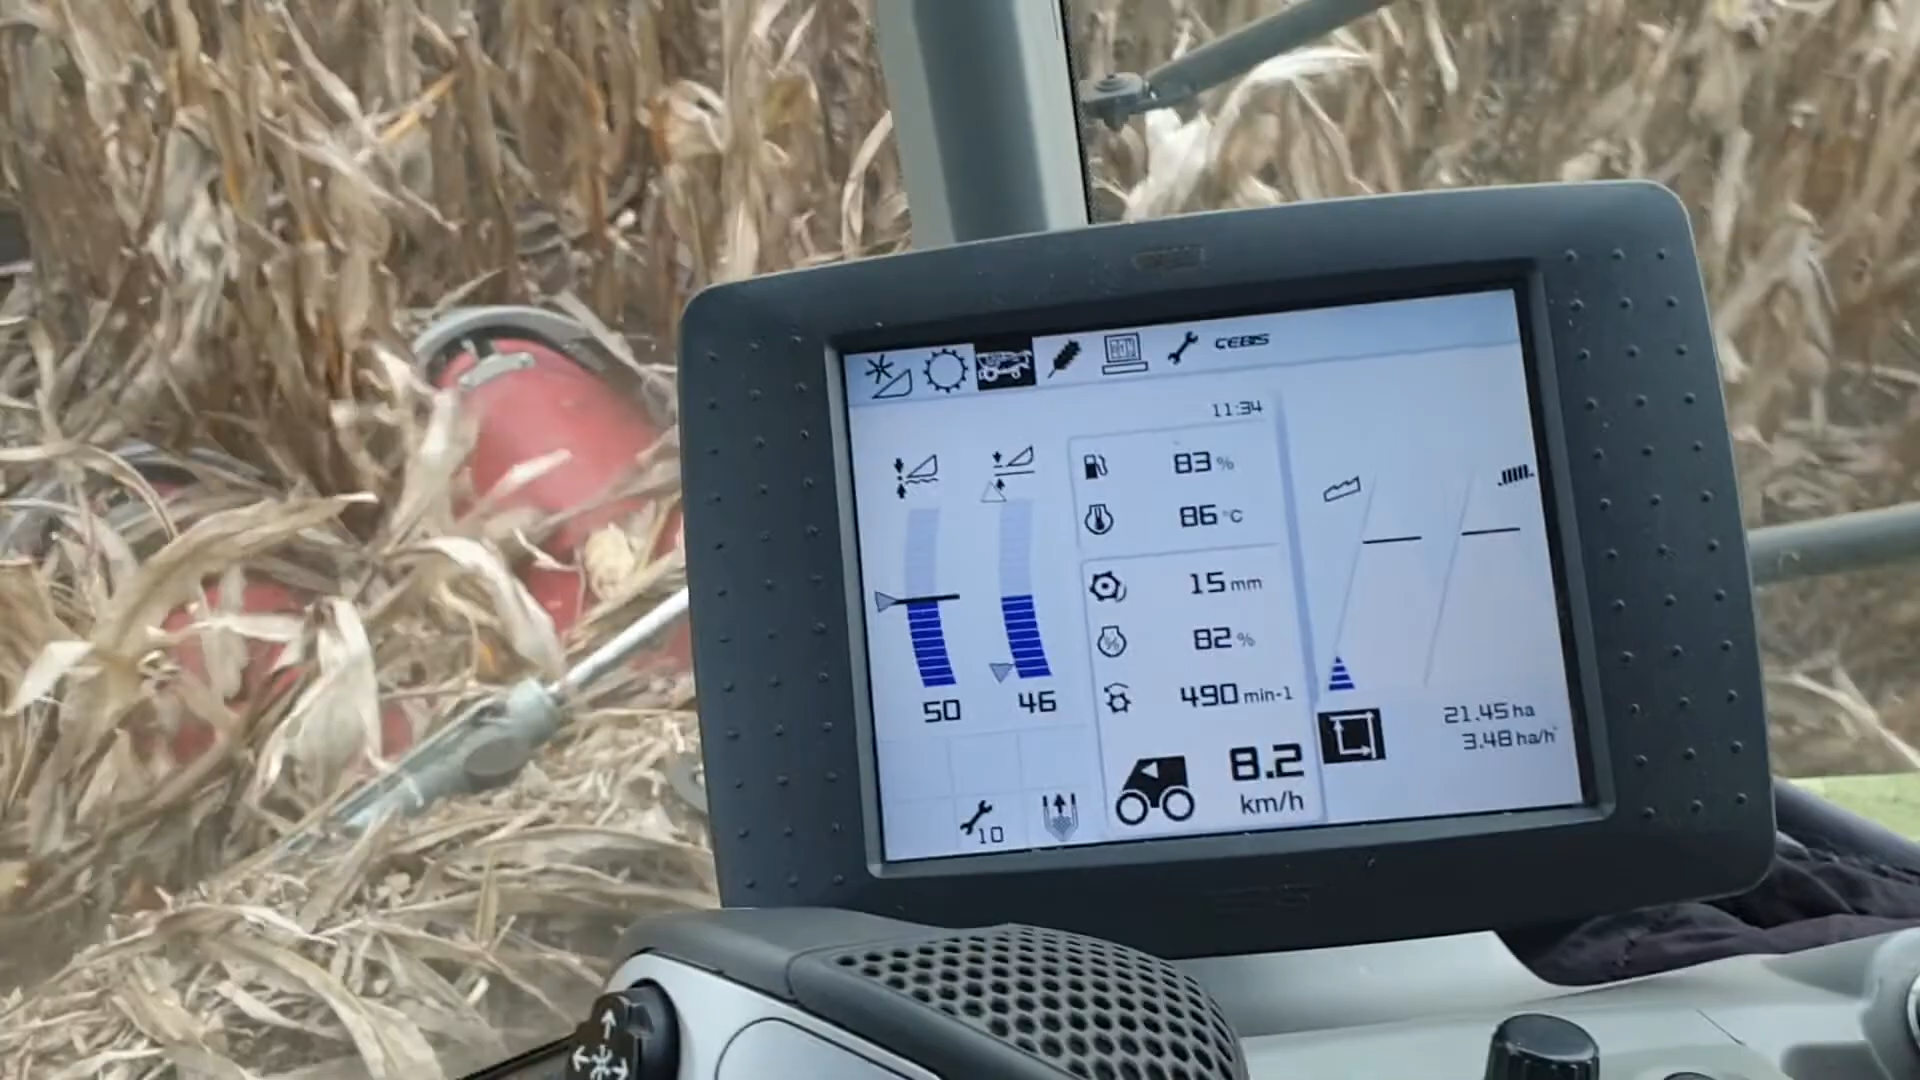 CEBIS
11:34
83 %
86 °C
15 mm
82 %
490 min-1
50
46
8.2
km/h
10
21.45 ha
3.48 ha/h